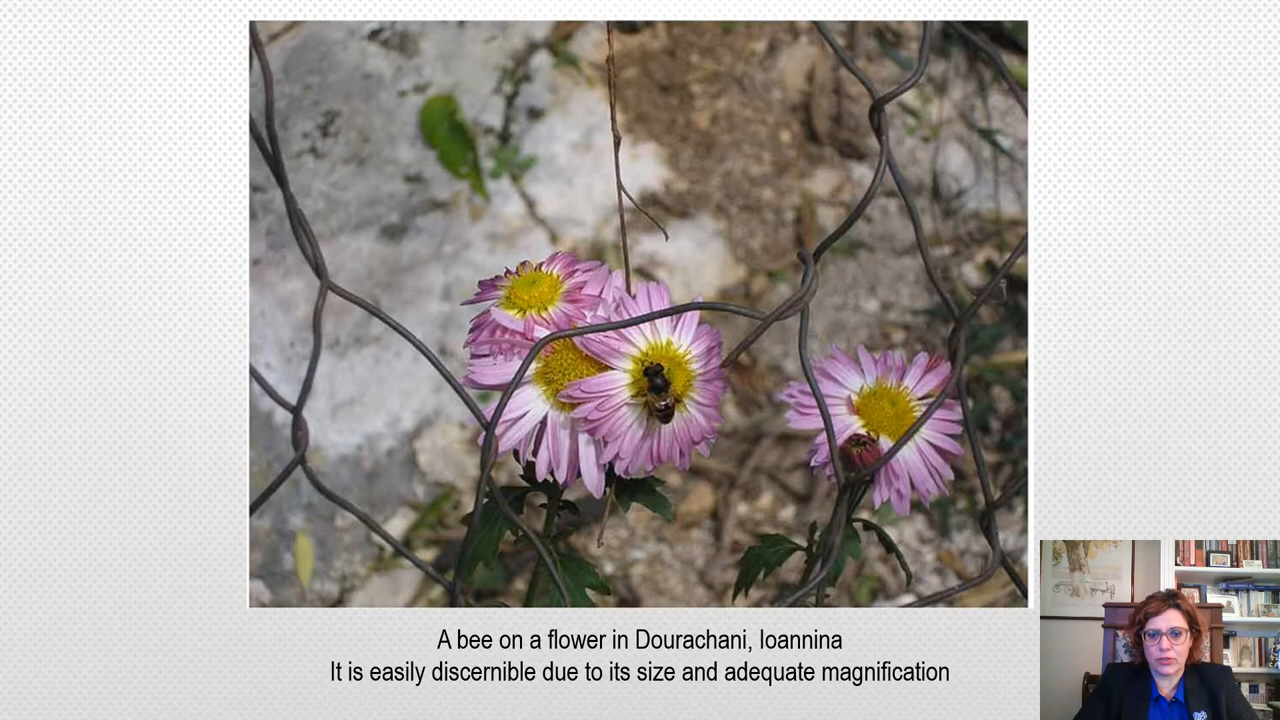 A bee on a flower in Dourachani, Ioannina
It is easily discernible due to its size and adequate magnification